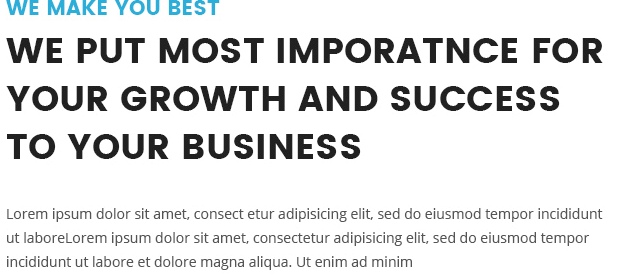 WE MAKE YOU BEST
WE PUT MOST IMPORATNCE FOR
YOUR GROWTH AND SUCCESS
TO YOUR BUSINESS
Lorem ipsum dolor sit amet, consect etur adipisicing elit, sed do eiusmod tempor incididunt
ut laboreLorem ipsum dolor sit amet, consectetur adipisicing elit, sed do eiusmod tempor
incididunt ut labore et dolore magna aliqua. Ut enim ad minim